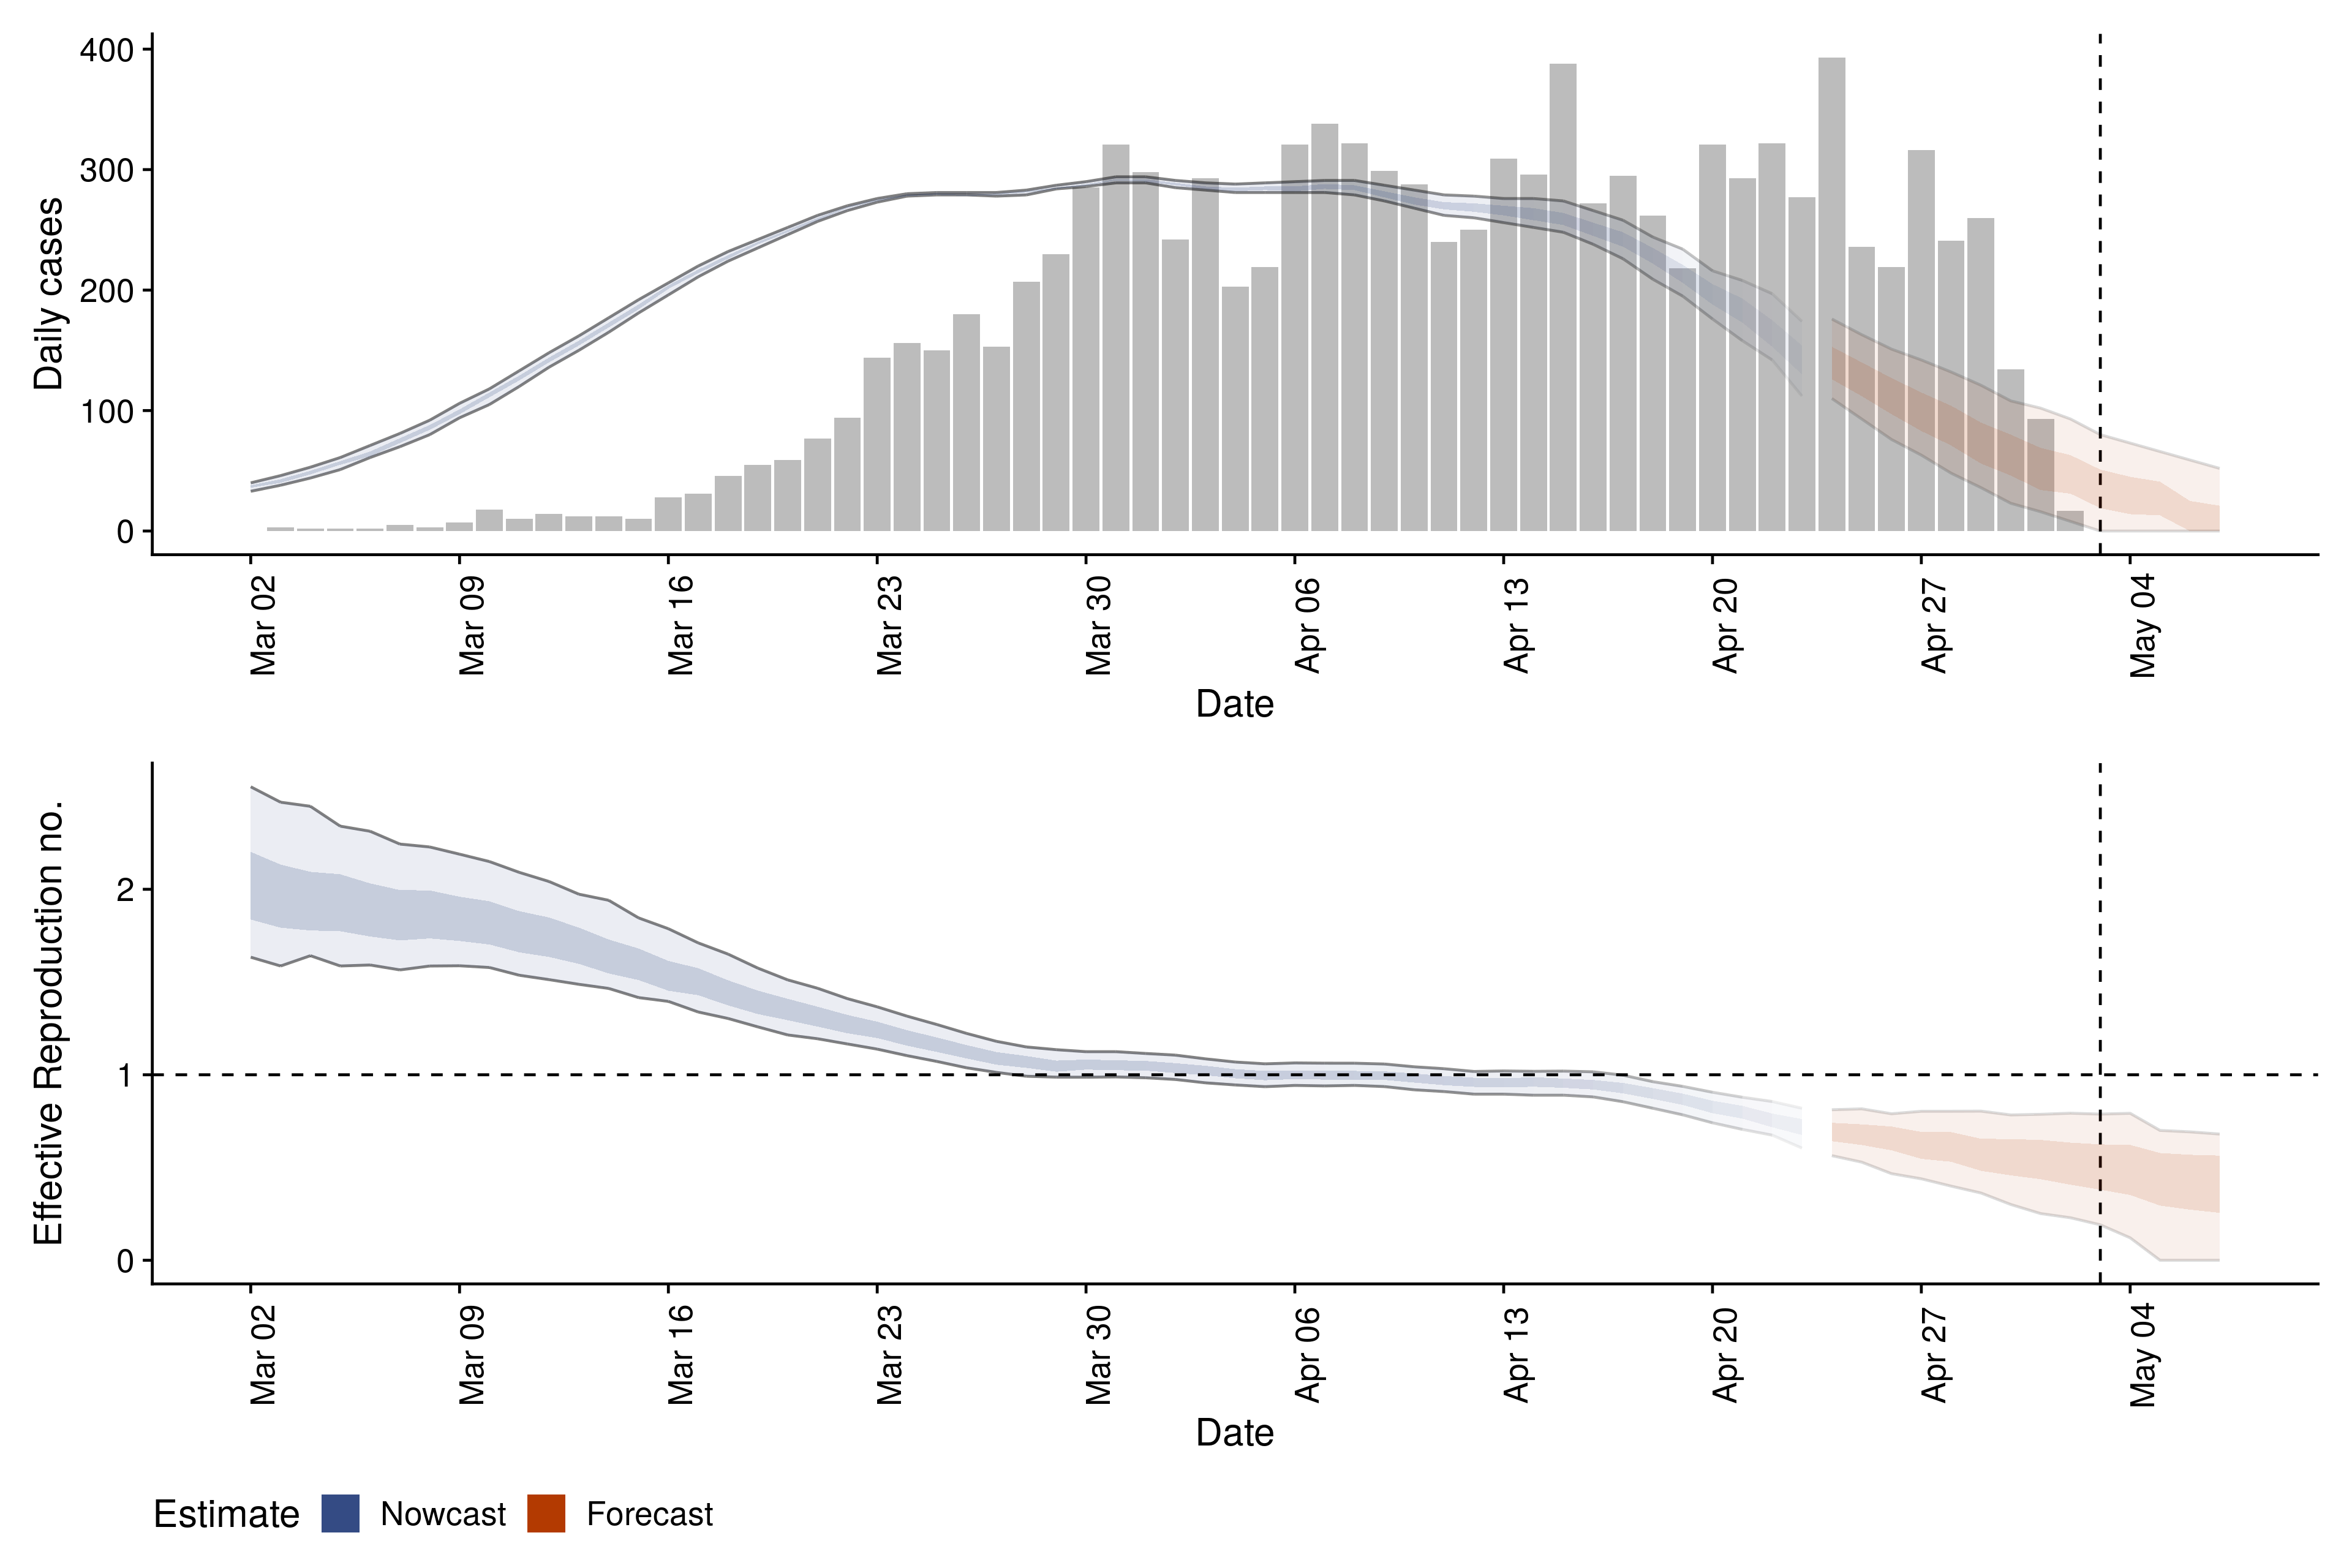 Daily cases
400
300
200
100
0
Mar 02
Mar 09
Mar 16
Mar 23
Mar 30
Apr 06
Apr 13
Apr 20
Apr 27
May 04
Date
Effective Reproduction no.
2
1
0
Mar 02
Mar 09
Mar 16
Mar 23
Mar 30
Apr 06
Apr 13
Apr 20
Apr 27
May 04
Date
Estimate Nowcast Forecast